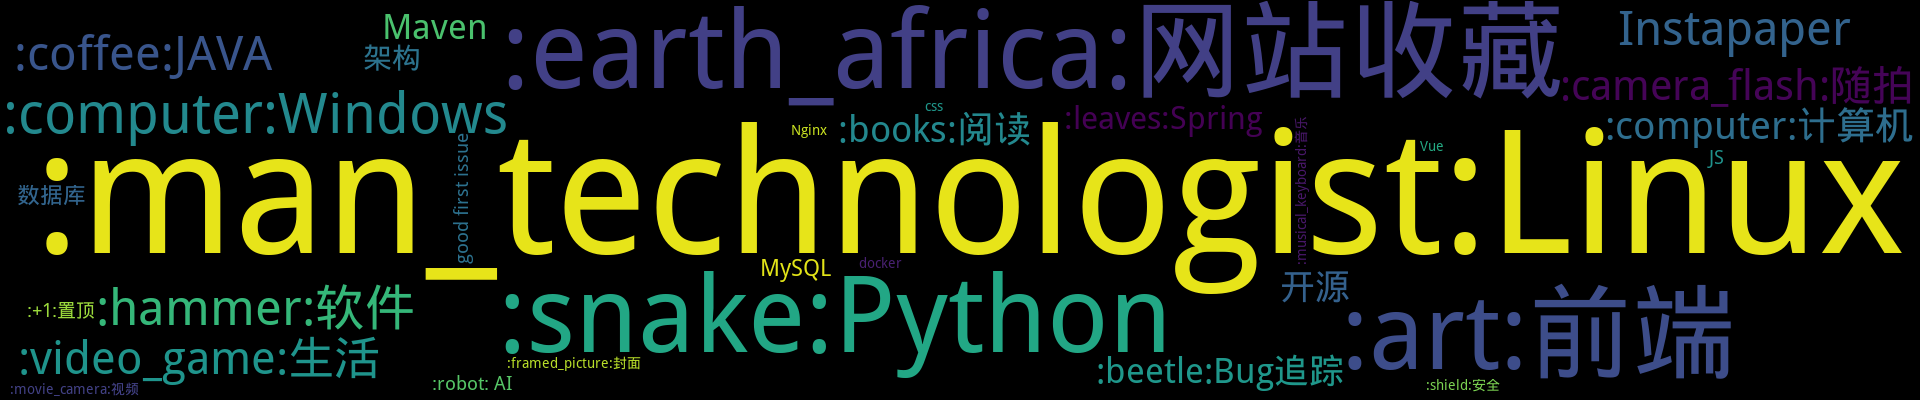 :coffee:JAVA
Maven
架构
:earth_africa:网站收藏
Instapaper
:camera_flash:随拍
:computer:Windows
css
Nginx
:books:阅读
:leaves:Spring
:computer:计算机
:man_technologist:Linux
good first issue
:musical_keyboard:音乐
Vue
JS
数据库
MySQL
docker
开源
:+1:置顶
:hammer:软件
:snake:Python
:art:前端
:video_game:生活
:framed_picture:封面
:beetle:Bug追踪
:movie_camera:视频
:robot: AI
:shield:安全